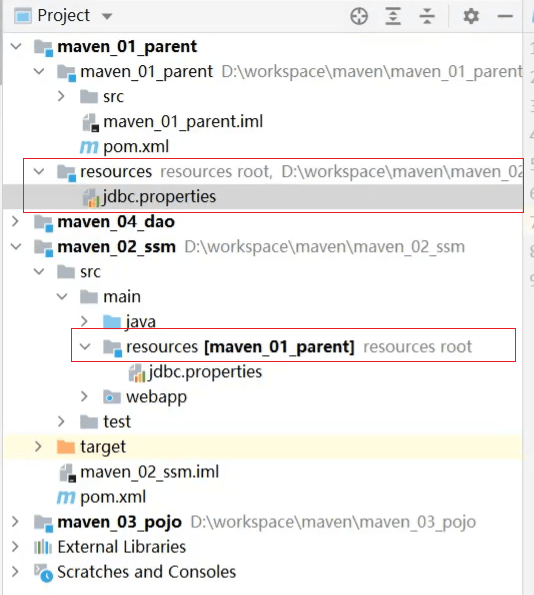 Project
maven_01_parent
maven_01_parent D:\workspace\maven\maven_01_parent
src
maven_01_parent.iml
pom.xml
resources resources root, D:\workspace\maven\maven_02
jdbc.properties
maven_04_dao
maven_02_ssm D:\workspace\maven\maven_02_ssm
src
main
java
resources [maven_01_parent] resources root
jdbc.properties
webapp
test
target
maven_02_ssm.iml
pom.xml
maven_03_pojo D:\workspace\maven\maven_03_pojo
External Libraries
Scratches and Consoles